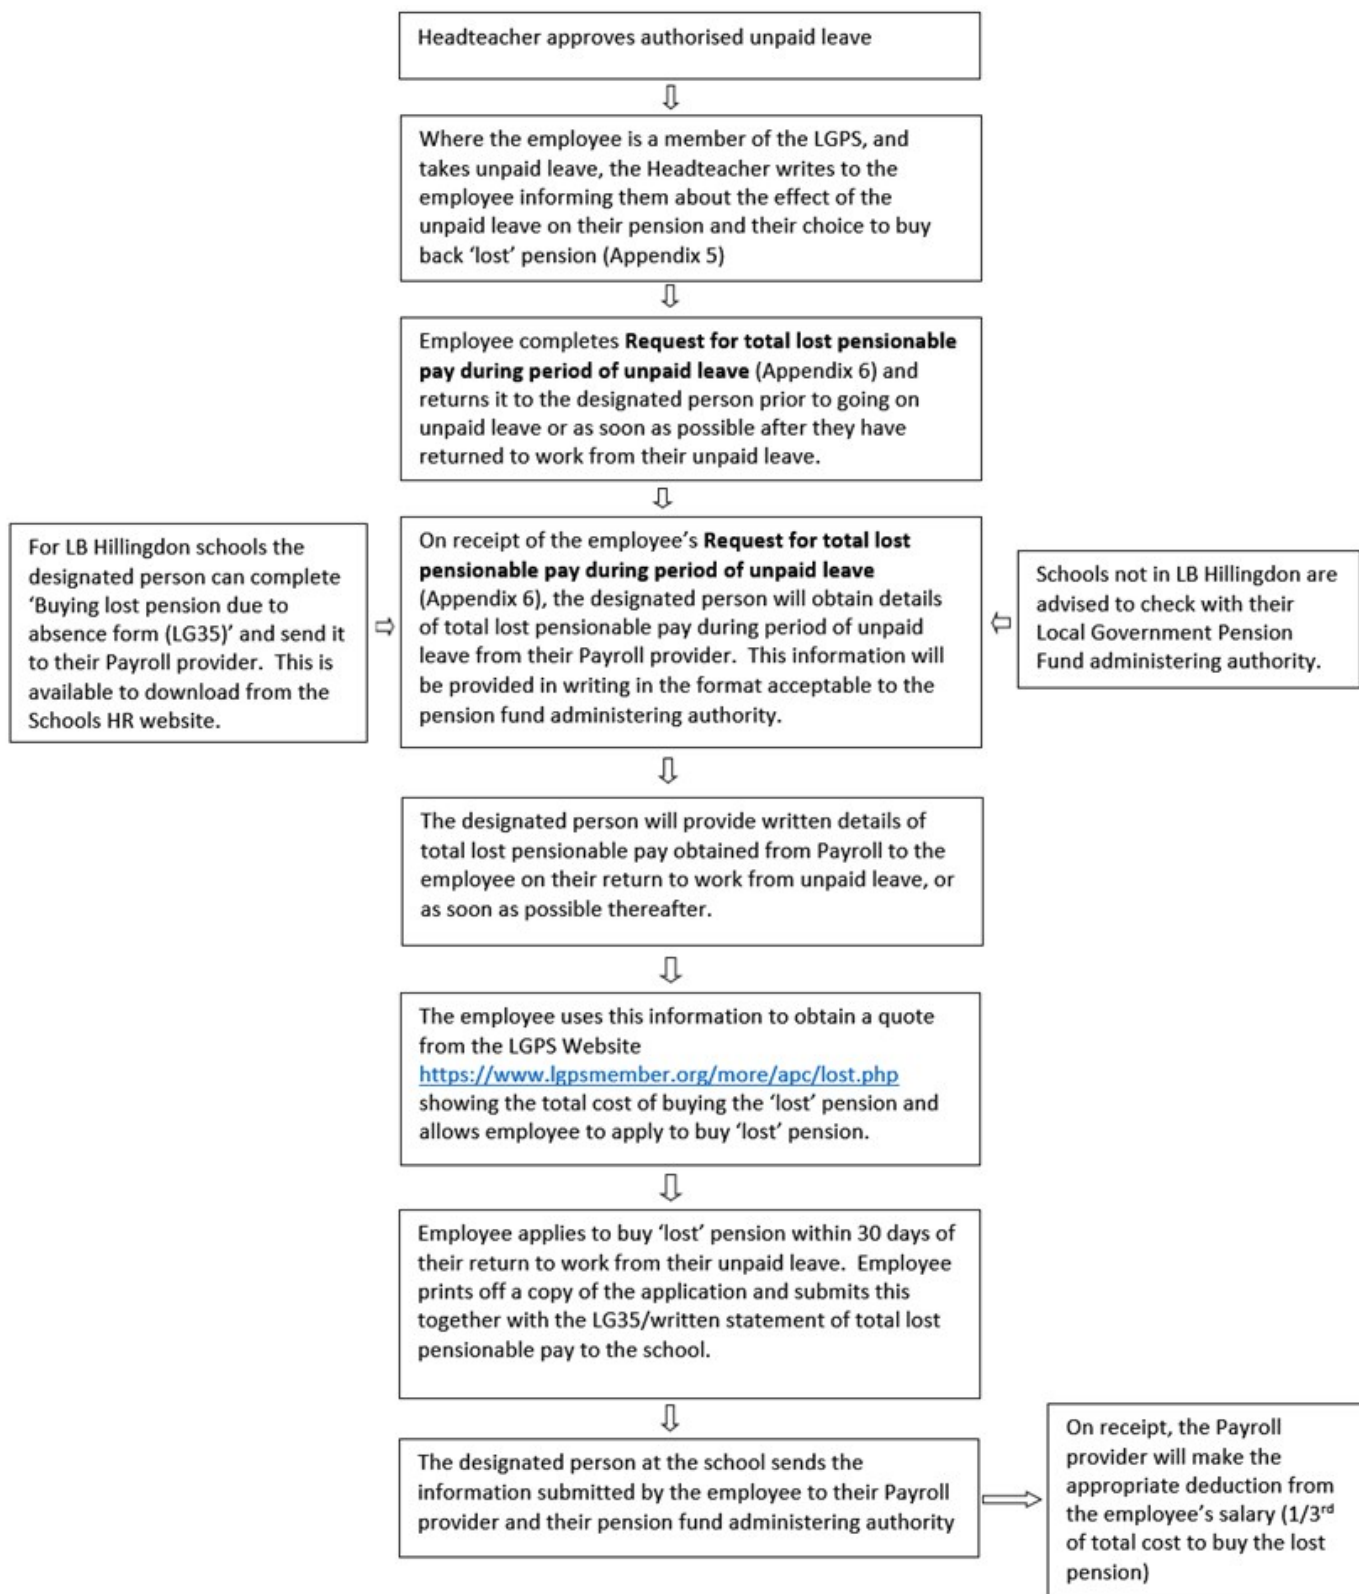 Headteacher approves authorised unpaid leave
Where the employee is a member of the LGPS, and
takes unpaid leave, the Headteacher writes to the
employee informing them about the effect of the
unpaid leave on their pension and their choice to buy
back ‘lost’ pension (Appendix 5)
Employee completes Request for total lost pensionable
pay during period of unpaid leave (Appendix 6) and
returns it to the designated person prior to going on
unpaid leave or as soon as possible after they have
returned to work from their unpaid leave.
For LB Hillingdon schools the
designated person can complete
‘Buying lost pension due to
absence form (LG35)’ and send it
to their Payroll provider.  This is
available to download from the
Schools HR website.
On receipt of the employee’s Request for total lost
pensionable pay during period of unpaid leave
(Appendix 6), the designated person will obtain details
of total lost pensionable pay during period of unpaid
leave from their Payroll provider.  This information will
be provided in writing in the format acceptable to the
pension fund administering authority.
Schools not in LB Hillingdon are
advised to check with their
Local Government Pension
Fund administering authority.
The designated person will provide written details of
total lost pensionable pay obtained from Payroll to the
employee on their return to work from unpaid leave, or
as soon as possible thereafter.
The employee uses this information to obtain a quote
from the LGPS Website
https://www.lgpsmember.org/more/apc/lost.php
showing the total cost of buying the ‘lost’ pension and
allows employee to apply to buy ‘lost’ pension.
Employee applies to buy ‘lost’ pension within 30 days of
their return to work from their unpaid leave.  Employee
prints off a copy of the application and submits this
together with the LG35/written statement of total lost
pensionable pay to the school.
The designated person at the school sends the
information submitted by the employee to their Payroll
provider and their pension fund administering authority
On receipt, the Payroll
provider will make the
appropriate deduction from
the employee’s salary (1/3rd
of total cost to buy the lost
pension)